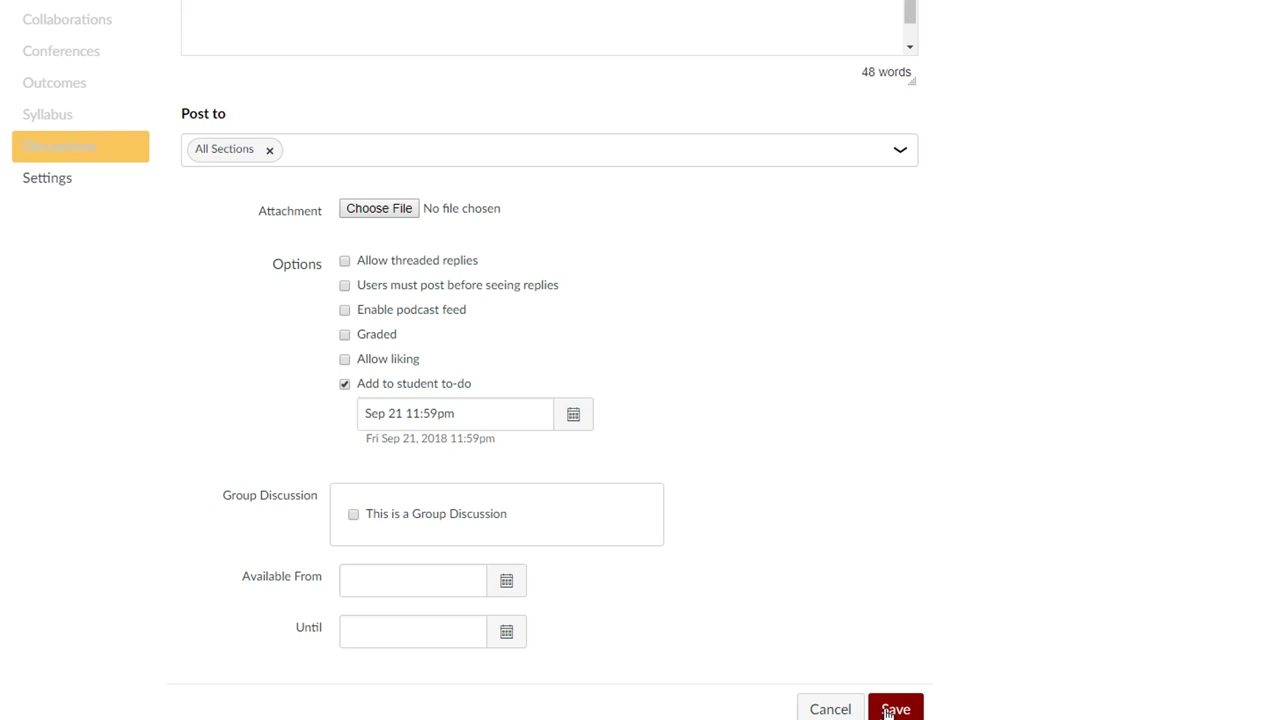 Collaborations
Conferences
Outcomes
Syllabus
Discussions
Settings
48 words
Post to
All Sections ×
Attachment Choose File No file chosen
Options
Allow threaded replies
Users must post before seeing replies
Enable podcast feed
Graded
Allow liking
Add to student to-do
Sep 21 11:59pm
Fri Sep 21, 2018 11:59pm
Group Discussion
This is a Group Discussion
Available From
Until
Cancel Save